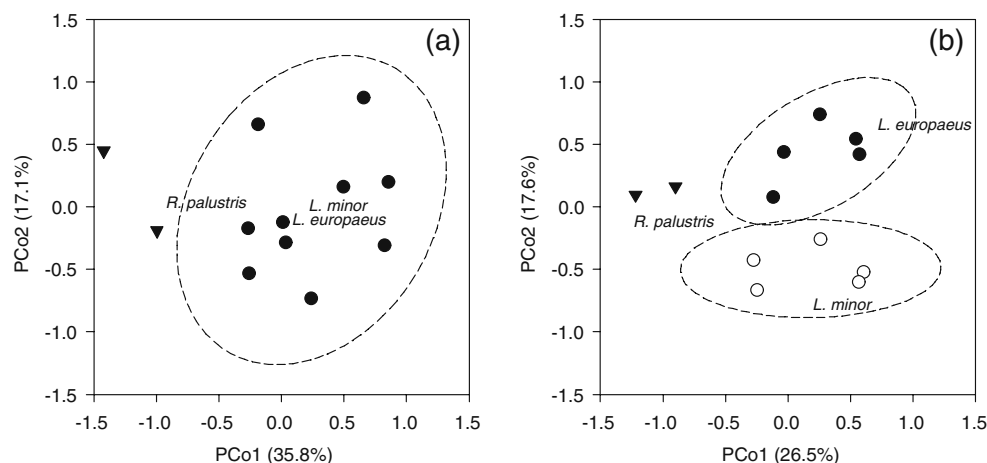 (a)
1.5
1.0
0.5
0.0
-0.5
-1.0
-1.5
PCo2 (17.1%)
R. palustris
L. minor
L. europaeus
-1.5 -1.0 -0.5 0.0 0.5 1.0 1.5
PCo1 (35.8%)
(b)
1.5
1.0
0.5
0.0
-0.5
-1.0
-1.5
PCo2 (17.6%)
L. europaeus
R. palustris
L. minor
-1.5 -1.0 -0.5 0.0 0.5 1.0 1.5
PCo1 (26.5%)